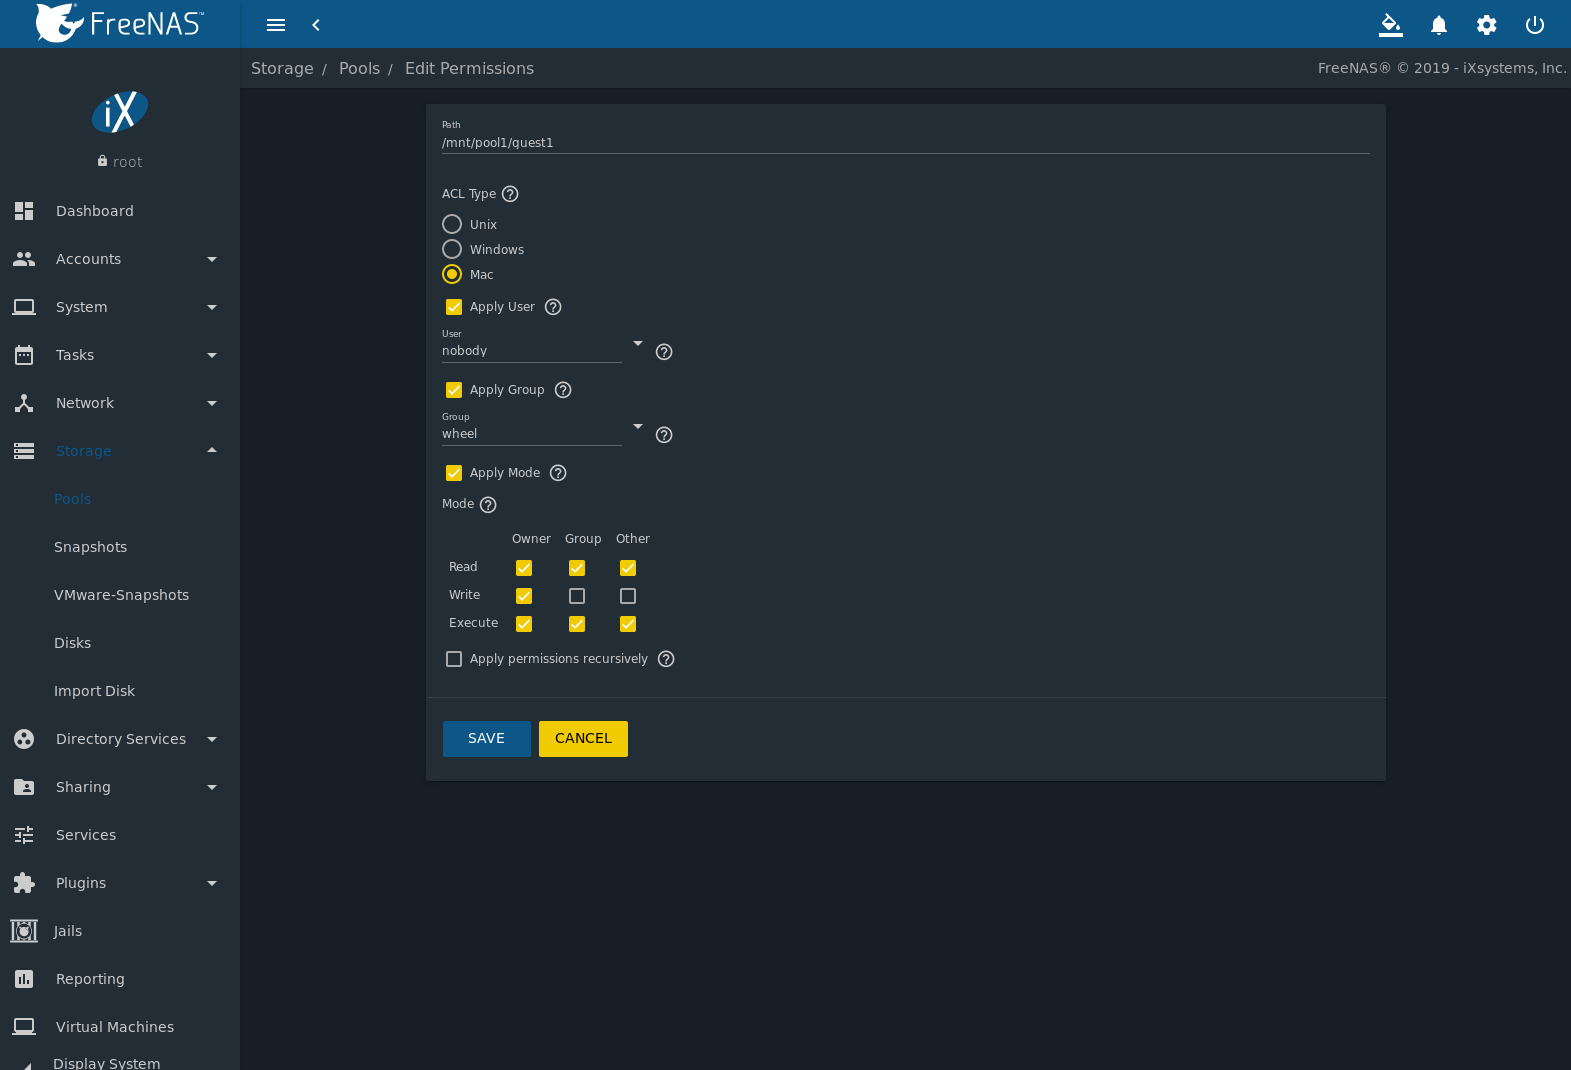 FreeNAS™
Storage / Pools / Edit Permissions
FreeNAS® © 2019 - iXsystems, Inc.
iX
root
Dashboard
Accounts
System
Tasks
Network
Storage
Pools
Snapshots
VMware-Snapshots
Disks
Import Disk
Directory Services
Sharing
Services
Plugins
Jails
Reporting
Virtual Machines
Display System
Path
/mnt/pool1/guest1
ACL Type
Unix
Windows
Mac
Apply User
User
nobody
Apply Group
Group
wheel
Apply Mode
Mode
Owner Group Other
Read
Write
Execute
Apply permissions recursively
SAVE CANCEL